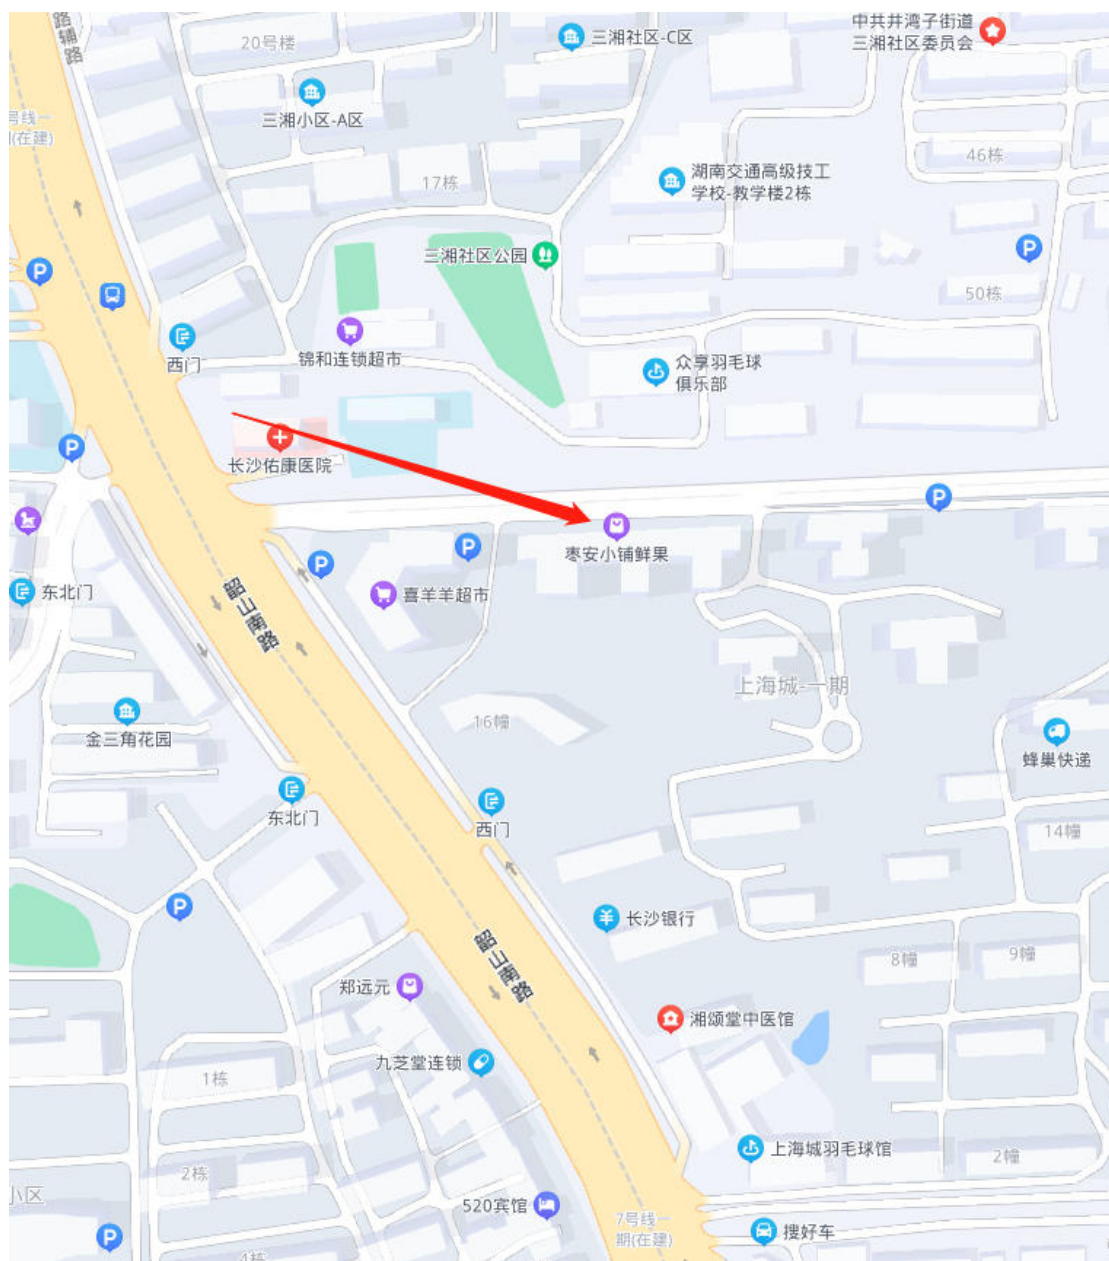 路辅路
20号楼
三湘社区-C区
中共井湾子街道
三湘社区委员会
三湘小区-A区
号线一
期(在建)
17栋
46栋
湖南交通高级技工
学校-教学楼2栋
三湘社区公园
P
P
50栋
西门
锦和连锁超市
众享羽毛球
俱乐部
P
长沙佑康医院
P
枣安小铺鲜果
P
P
东北门
喜羊羊超市
韶山南路
上海城-一期
16幢
金三角花园
蜂巢快递
东北门
西门
14幢
P
长沙银行
韶山南路
8幢
9幢
郑远元
湘颂堂中医馆
九芝堂连锁
1栋
上海城羽毛球馆
2幢
2栋
小区
520宾馆
P
7号线一
期(在建)
搜好车
4栋